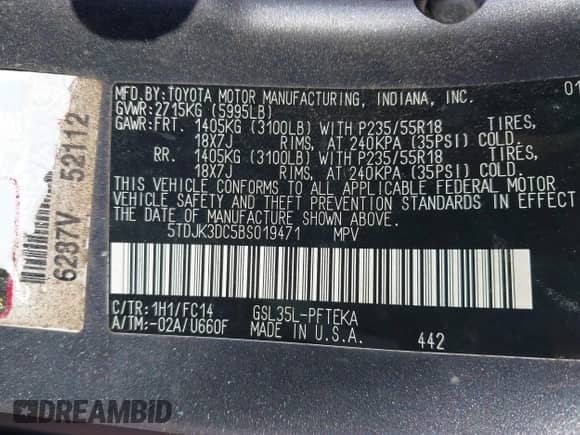 MFD. BY: TOYOTA MOTOR MANUFACTURING, INDIANA, INC. 01
GVWR: 2715KG (5995LB)
GAWR: FRT. 1405KG (3100LB) WITH P235/55R18 TIRES,
18X7J RIMS, AT 240KPA (35PSI) COLD.
RR. 1405KG (3100LB) WITH P235/55R18 TIRES,
18X7J RIMS, AT 240KPA (35PSI) COLD.
THIS VEHICLE CONFORMS TO ALL APPLICABLE FEDERAL MOTOR
VEHICLE SAFETY AND THEFT PREVENTION STANDARDS IN EFFECT
THE DATE OF MANUFACTURE SHOWN ABOVE.
5TDJK3DC5BS019471 MPV
C/TR: 1H1/FC14 GSL35L-PFTEKA
A/TM: -02A/U660F MADE IN U.S.A.
442
6287V 52112
DREAMBID